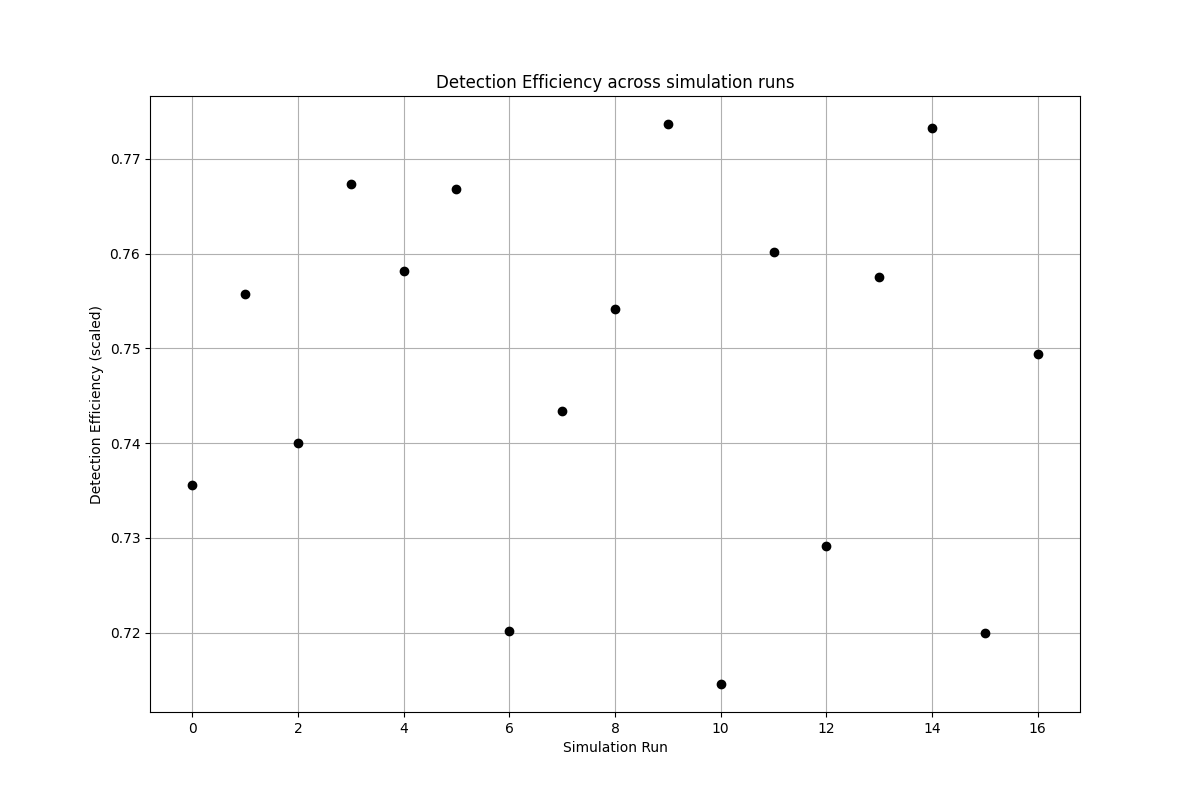 Detection Efficiency across simulation runs
Detection Efficiency (scaled)
0.77
0.76
0.75
0.74
0.73
0.72
0 2 4 6 8 10 12 14 16
Simulation Run